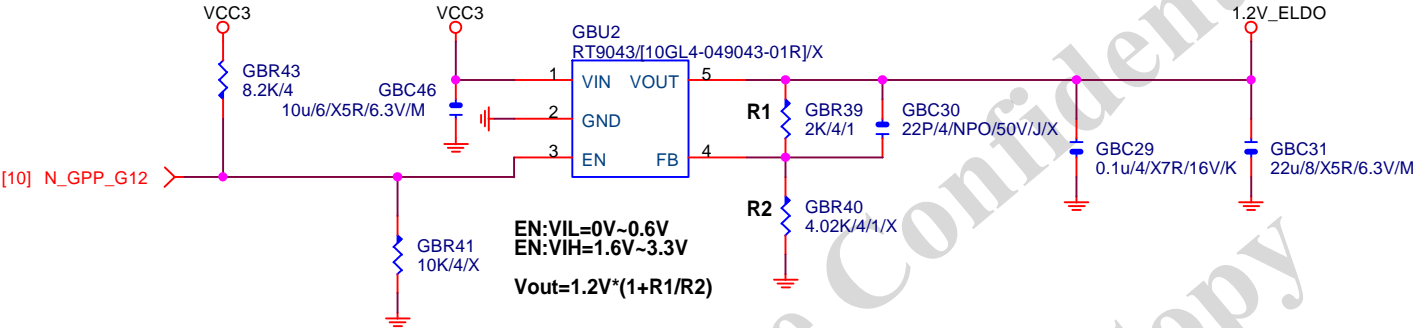 VCC3
VCC3
1.2V_ELDO
GBU2
RT9043/[10GL4-049043-01R]/X
GBR43
8.2K/4
GBC46
10u/6/X5R/6.3V/M
1
VIN
VOUT
5
2
GND
3
EN
FB
4
R1
GBR39
2K/4/1
GBC30
22P/4/NPO/50V/J/X
GBC29
0.1u/4/X7R/16V/K
GBC31
22u/8/X5R/6.3V/M
[10] N_GPP_G12
R2
GBR40
4.02K/4/1/X
GBR41
10K/4/X
EN:VIL=0V~0.6V
EN:VIH=1.6V~3.3V
Vout=1.2V*(1+R1/R2)
Confident